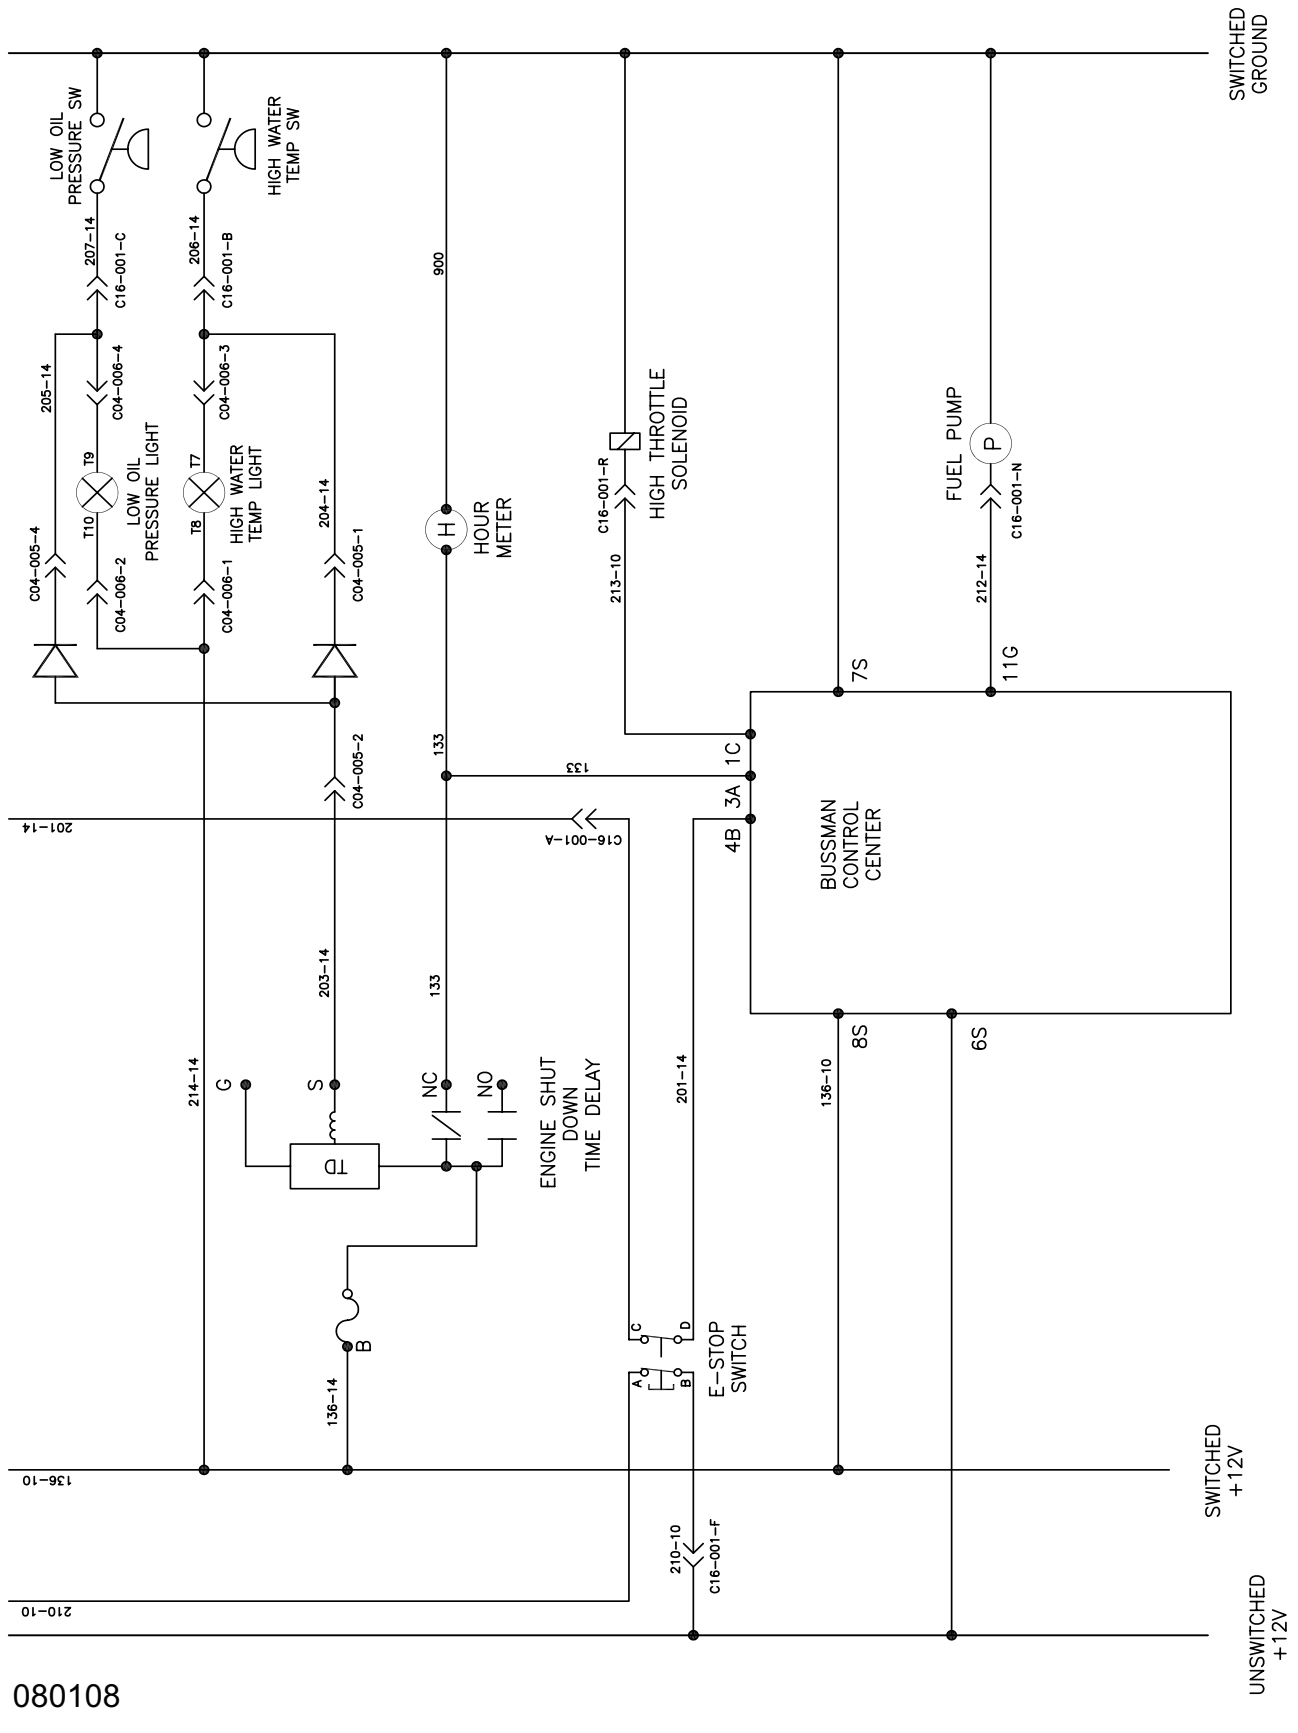 SWITCHED
GROUND
LOW OIL
PRESSURE SW
HIGH WATER
TEMP SW
207-14
C16-001-C
206-14
C16-001-B
900
205-14
C04-006-4
C04-006-3
T9
T10
LOW OIL
PRESSURE LIGHT
T7
T8
HIGH WATER
TEMP LIGHT
204-14
C04-005-4
C04-006-2
C04-006-1
C04-005-1
H
HOUR
METER
C16-001-R
HIGH THROTTLE
SOLENOID
213-10
FUEL PUMP
P
C16-001-N
212-14
7S
11G
1C
3A
4B
133
133
C04-005-2
201-14
C16-001-A
BUSSMAN
CONTROL
CENTER
203-14
133
214-14
G
S
NC
NO
TD
ENGINE SHUT
DOWN
TIME DELAY
201-14
136-10
8S
6S
B
136-14
C
D
A
B
E-STOP
SWITCH
136-10
SWITCHED
+12V
210-10
C16-001-F
210-10
UNSWITCHED
+12V
080108